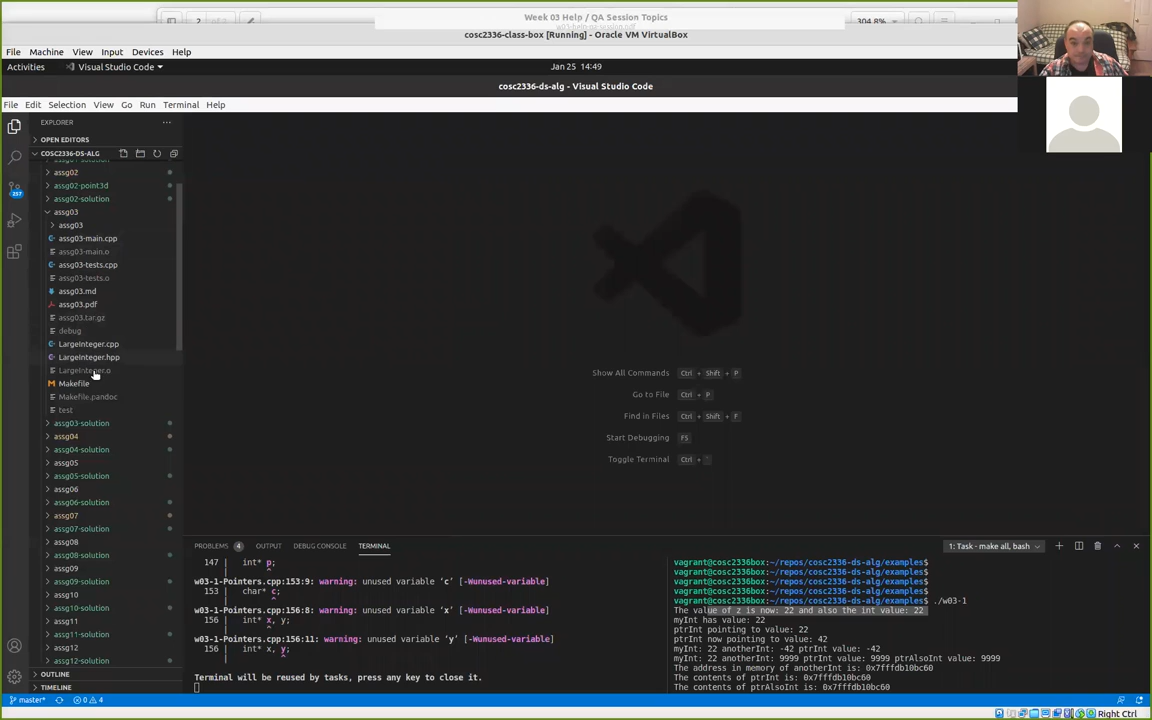 2
Week 03 Help / QA Session Topics
304.8%
cosc2336-class-box [Running] - Oracle VM VirtualBox
File Machine View Input Devices Help
Activities Visual Studio Code Jan 25 14:49
cosc2336-ds-alg - Visual Studio Code
File Edit Selection View Go Run Terminal Help
EXPLORER ...
OPEN EDITORS
COSC2336-DS-ALG
assg02
assg02-point3d
assg02-solution
assg03
assg03
assg03-main.cpp
assg03-main.o
assg03-tests.cpp
assg03-tests.o
assg03.md
assg03.pdf
assg03.tar.gz
debug
LargeInteger.cpp
LargeInteger.hpp
LargeInteger.o
Makefile
Makefile.pandoc
test
assg03-solution
assg04
assg04-solution
assg05
assg05-solution
assg06
assg06-solution
assg07
assg07-solution
assg08
assg08-solution
assg09
assg09-solution
assg10
assg10-solution
assg11
assg11-solution
assg12
assg12-solution
OUTLINE
TIMELINE
257
Show All Commands Ctrl + Shift + P
Go to File Ctrl + P
Find in Files Ctrl + Shift + F
Start Debugging F5
Toggle Terminal Ctrl + `
PROBLEMS 4 OUTPUT DEBUG CONSOLE TERMINAL 1: Task - make all, bash
147 | int* p;
| ^
w03-1-Pointers.cpp:153:9: warning: unused variable ‘c’ [-Wunused-variable]
153 | char* c;
| ^
w03-1-Pointers.cpp:156:8: warning: unused variable ‘x’ [-Wunused-variable]
156 | int* x, y;
| ^
w03-1-Pointers.cpp:156:11: warning: unused variable ‘y’ [-Wunused-variable]
156 | int* x, y;
| ^
Terminal will be reused by tasks, press any key to close it.
vagrant@cosc2336box:~/repos/cosc2336-ds-alg/examples$
vagrant@cosc2336box:~/repos/cosc2336-ds-alg/examples$
vagrant@cosc2336box:~/repos/cosc2336-ds-alg/examples$
vagrant@cosc2336box:~/repos/cosc2336-ds-alg/examples$
vagrant@cosc2336box:~/repos/cosc2336-ds-alg/examples$ ./w03-1
The value of z is now: 22 and also the int value: 22
myInt has value: 22
ptrInt pointing to value: 22
ptrInt now pointing to value: 42
myInt: 22 anotherInt: -42 ptrInt value: -42
myInt: 22 anotherInt: 9999 ptrInt value: 9999 ptrAlsoInt value: 9999
The address in memory of anotherInt is: 0x7fffdb10bc60
The contents of ptrInt is: 0x7fffdb10bc60
The contents of ptrAlsoInt is: 0x7fffdb10bc60
master* 0 4
Right Ctrl